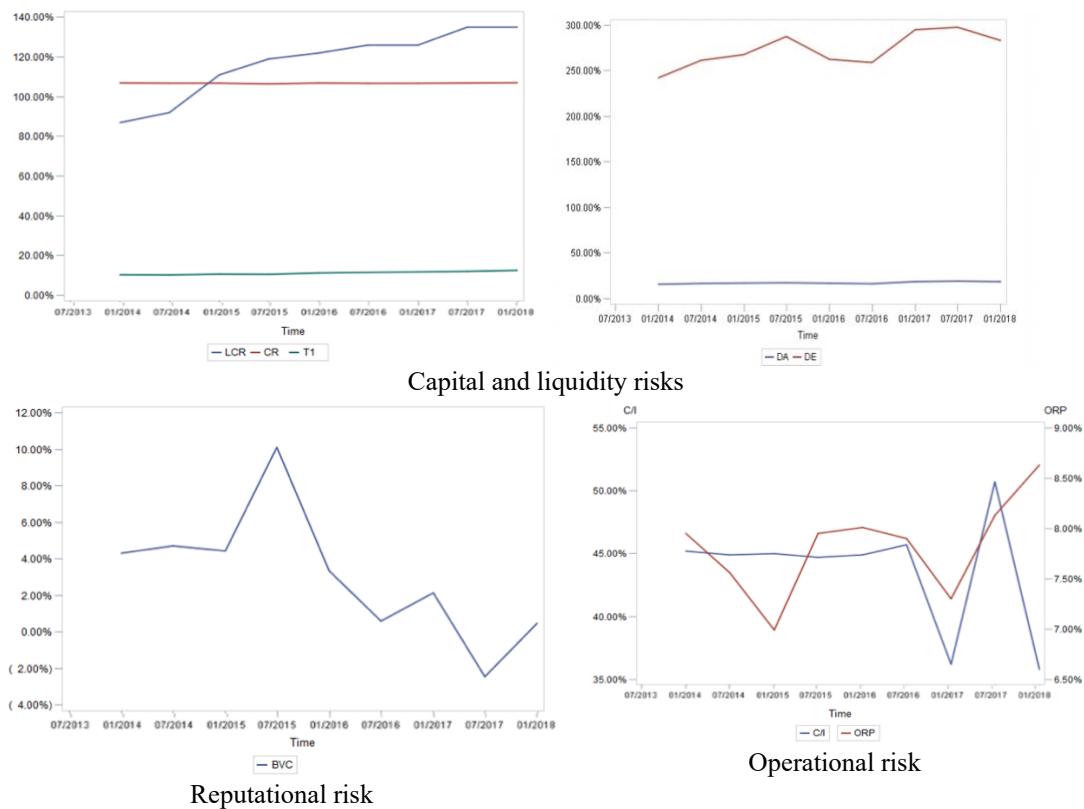 140.00%
120.00%
100.00%
80.00%
60.00%
40.00%
20.00%
0.00%
07/2013 01/2014 07/2014 01/2015 07/2015 01/2016 07/2016 01/2017 07/2017 01/2018
Time
LCR CR T1
300.00%
250.00%
200.00%
150.00%
100.00%
50.00%
0.00%
07/2013 01/2014 07/2014 01/2015 07/2015 01/2016 07/2016 01/2017 07/2017 01/2018
Time
DA DE
Capital and liquidity risks
12.00%
10.00%
8.00%
6.00%
4.00%
2.00%
0.00%
( 2.00%)
( 4.00%)
07/2013 01/2014 07/2014 01/2015 07/2015 01/2016 07/2016 01/2017 07/2017 01/2018
Time
BVC
Reputational risk
C/I ORP
55.00% 9.00%
8.50%
50.00%
8.00%
45.00%
7.50%
40.00%
7.00%
35.00% 6.50%
07/2013 01/2014 07/2014 01/2015 07/2015 01/2016 07/2016 01/2017 07/2017 01/2018
Time
C/I ORP
Operational risk